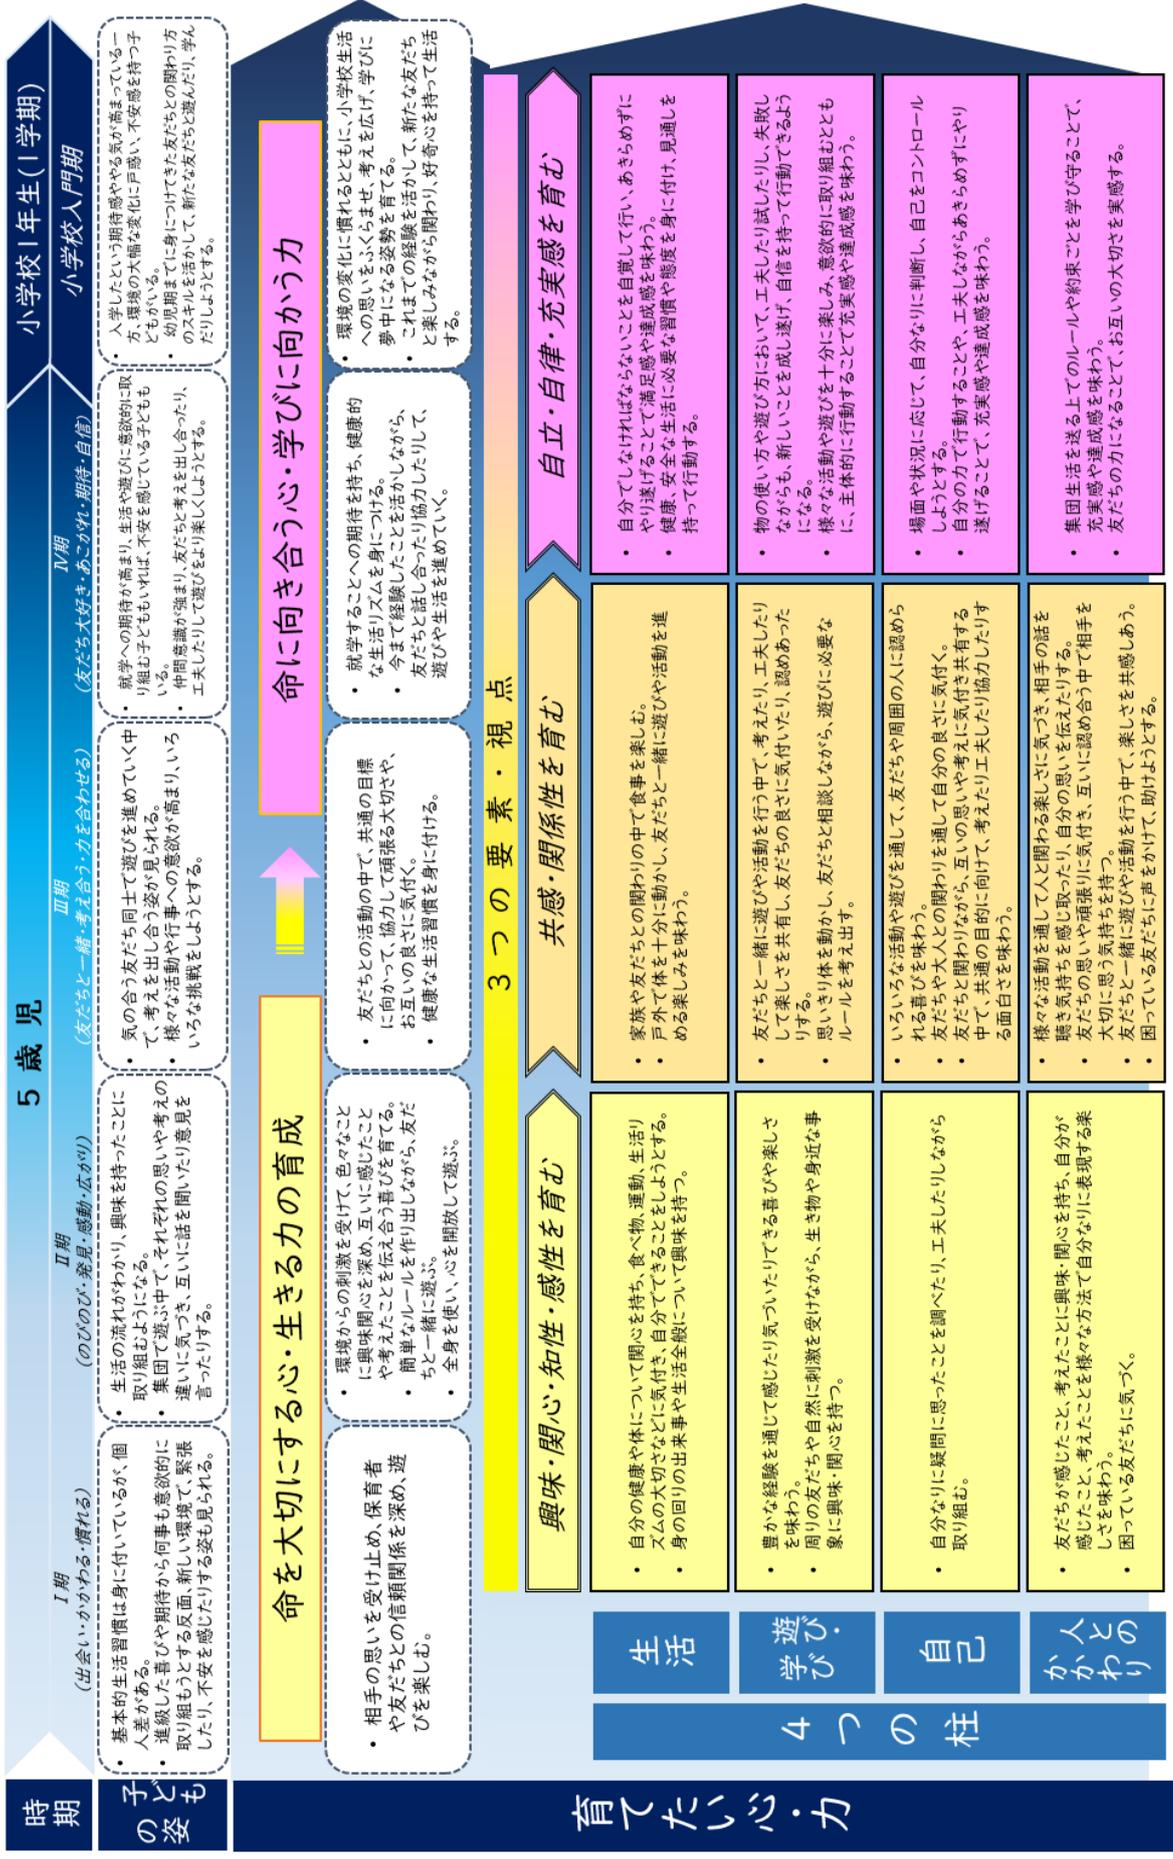 時期
5 歳 児
小学校1年生(1学期)
Ⅰ期
(出会い・かかわる・慣れる)
Ⅱ期
(のびのび・発見・感動・広がり)
Ⅲ期
(友だちと一緒・考え合う・力を合わせる)
Ⅳ期
(友だち大好き・あこがれ・期待・自信)
小学校入門期
子どもの姿
• 基本的生活習慣は身に付いているが、個
人差がある。
• 進級した喜びや期待から何事も意欲的に
取り組もうとする反面、新しい環境で、緊張
したり、不安を感じたりする姿も見られる。
• 生活の流れがわかり、興味を持ったことに
取り組むようになる。
• 集団で遊ぶ中で、それぞれの思いや考えの
違いに気づき、互いに話を聞いたり意見を
言ったりする。
• 気の合う友だち同士で遊びを進めていく中
で、考えを出し合う姿が見られる。
• 様々な活動や行事への意欲が高まり、いろ
いろな挑戦をしようとする。
• 就学への期待が高まり、生活や遊びに意欲的に取
り組む子どももいれば、不安を感じている子どもも
いる。
• 仲間意識が強まり、友だちと考えを出し合ったり、
工夫したりして遊びをより楽しくしようとする。
• 入学したという期待感ややる気が高まっている一
方、環境の大幅な変化に戸惑い、不安感を持つ子
どもがいる。
• 幼児期までに身につけてきた友だちとの関わり方
のスキルを活かして、新たな友だちと遊んだり、学ん
だりしようとする。
育てたい心・力
命を大切にする心・生きる力の育成
命に向き合う心・学びに向かう力
• 相手の思いを受け止め、保育者
や友だちとの信頼関係を深め、遊
びを楽しむ。
• 環境からの刺激を受けて、色々なこと
に興味関心を深め、互いに感じたこと
や考えたことを伝え合う喜びを育てる。
• 簡単なルールを作り出しながら、友だ
ちと一緒に遊ぶ。
• 全身を使い、心を開放して遊ぶ。
• 友だちとの活動の中で、共通の目標
に向かって、協力して頑張る大切さや、
お互いの良さに気付く。
• 健康な生活習慣を身に付ける。
• 就学することへの期待を持ち、健康的
な生活リズムを身につける。
• 今まで経験したことを活かしながら、
友だちと話し合ったり協力したりして、
遊びや生活を進めていく。
• 環境の変化に慣れるとともに、小学校生活
への思いをふくらませ、考えを広げ、学びに
夢中になる姿勢を育てる。
• これまでの経験を活かして、新たな友だち
と楽しみながら関わり、好奇心を持って生活
する。
3 つ の 要 素 ・ 視 点
興味・関心・知性・感性を育む
共感・関係性を育む
自立・自律・充実感を育む
4つの柱
生活
• 自分の健康や体について関心を持ち、食べ物、運動、生活リ
ズムの大切さなどに気付き、自分でできることをしようとする。
• 身の回りの出来事や生活全般について興味を持つ。
• 家族や友だちとの関わりの中で食事を楽しむ。
• 戸外で体を十分に動かし、友だちと一緒に遊びや活動を進
める楽しみを味わう。
• 自分でしなければならないことを自覚して行い、あきらめずに
やり遂げることで満足感や達成感を味わう。
• 健康、安全な生活に必要な習慣や態度を身に付け、見通しを
持って行動する。
遊び・学び
• 豊かな経験を通じて感じたり気づいたりできる喜びや楽しさ
を味わう。
• 周りの友だちや自然に刺激を受けながら、生き物や身近な事
象に興味・関心を持つ。
• 友だちと一緒に遊びや活動を行う中で、考えたり、工夫したり
して楽しさを共有し、友だちの良さに気付いたり、認めあった
りする。
• 思いきり体を動かし、友だちと相談しながら、遊びに必要な
ルールを考え出す。
• 物の使い方や遊び方において、工夫したり試したりし、失敗し
ながらも、新しいことを成し遂げ、自信を持って行動できるよう
になる。
• 様々な活動や遊びを十分に楽しみ、意欲的に取り組むととも
に、主体的に行動することで充実感や達成感を味わう。
自己
• 自分なりに疑問に思ったことを調べたり、工夫したりしながら
取り組む。
• いろいろな活動や遊びを通して、友だちや周囲の人に認めら
れる喜びを味わう。
• 友だちや大人との関わりを通して自分の良さに気付く。
• 友だちと関わりながら、互いの思いや考えに気付き共有する
中で、共通の目的に向けて、考えたり工夫したり協力したりす
る面白さを味わう。
• 場面や状況に応じて、自分なりに判断し、自己をコントロール
しようとする。
• 自分の力で行動することや、工夫しながらあきらめずにやり
遂げることで、充実感や達成感を味わう。
人とのかかわり
• 友だちが感じたこと、考えたことに興味・関心を持ち、自分が
感じたこと、考えたことを様々な方法で自分なりに表現する楽
しさを味わう。
• 困っている友だちに気づく。
• 様々な活動を通して人と関わる楽しさに気づき、相手の話を
聴き気持ちを感じ取ったり、自分の思いを伝えたりする。
• 友だちの思いや頑張りに気付き、互いに認め合う中で相手を
大切に思う気持ちを持つ。
• 友だちと一緒に遊びや活動を行う中で、楽しさを共感しあう。
• 困っている友だちに声をかけて、助けようとする。
• 集団生活を送る上でのルールや約束ごとを学び守ることで、
充実感や達成感を味わう。
• 友だちの力になることで、お互いの大切さを実感する。